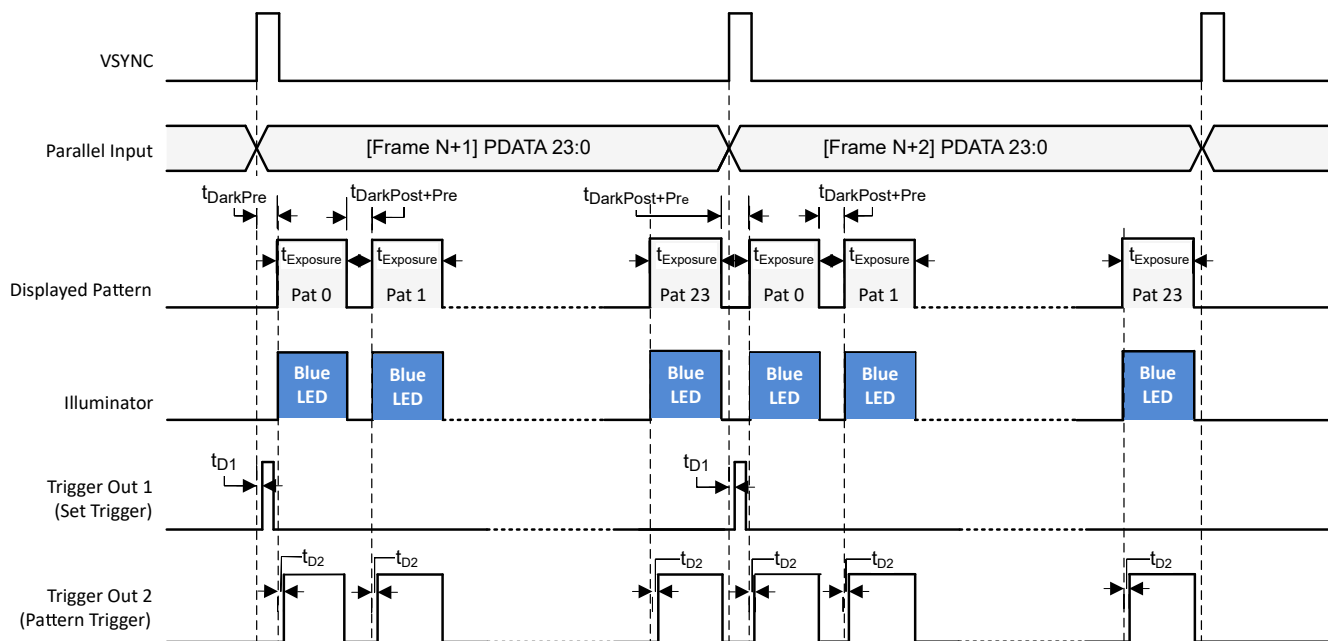 VSYNC
Parallel Input
[Frame N+1] PDATA 23:0
[Frame N+2] PDATA 23:0
tDarkPre
tDarkPost+Pre
tDarkPost+Pre
tDarkPost+Pre
Displayed Pattern
tExposure
Pat 0
tExposure
Pat 1
tExposure
Pat 23
tExposure
Pat 0
tExposure
Pat 1
tExposure
Pat 23
Illuminator
Blue
LED
Blue
LED
Blue
LED
Blue
LED
Blue
LED
Blue
LED
Trigger Out 1
(Set Trigger)
tD1
tD1
Trigger Out 2
(Pattern Trigger)
tD2
tD2
tD2
tD2
tD2
tD2